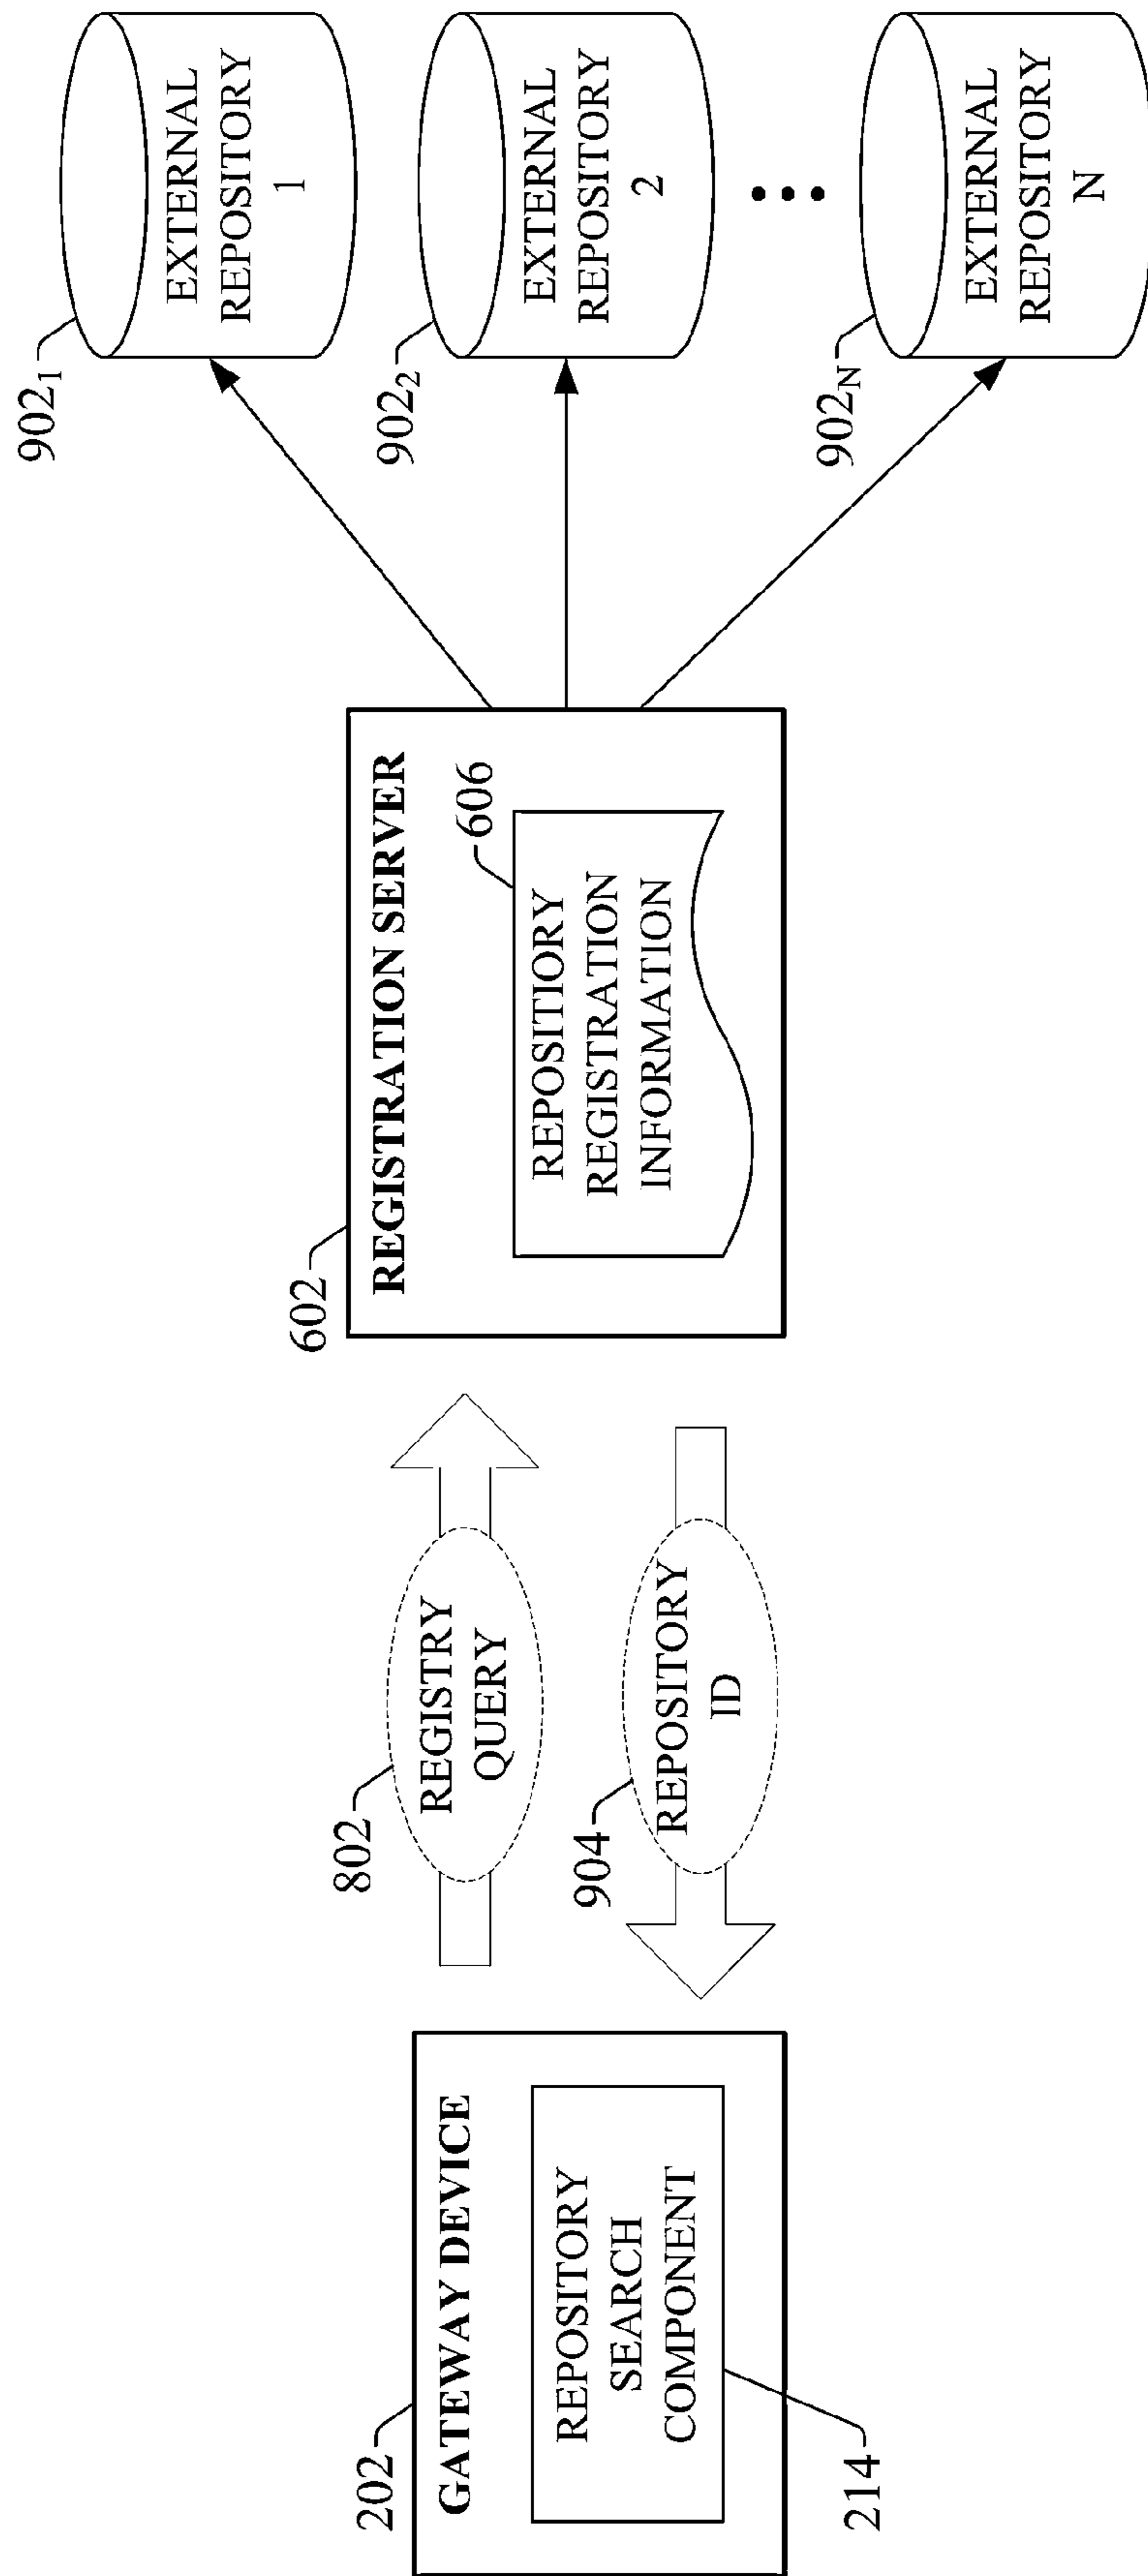 202
GATEWAY DEVICE
REPOSITORY
SEARCH
COMPONENT
214
802
REGISTRY
QUERY
904
REPOSITORY
ID
602
REGISTRATION SERVER
606
REPOSITIORY
REGISTRATION
INFORMATION
902₁
EXTERNAL
REPOSITORY
1
902₂
EXTERNAL
REPOSITORY
2
902N
EXTERNAL
REPOSITORY
N